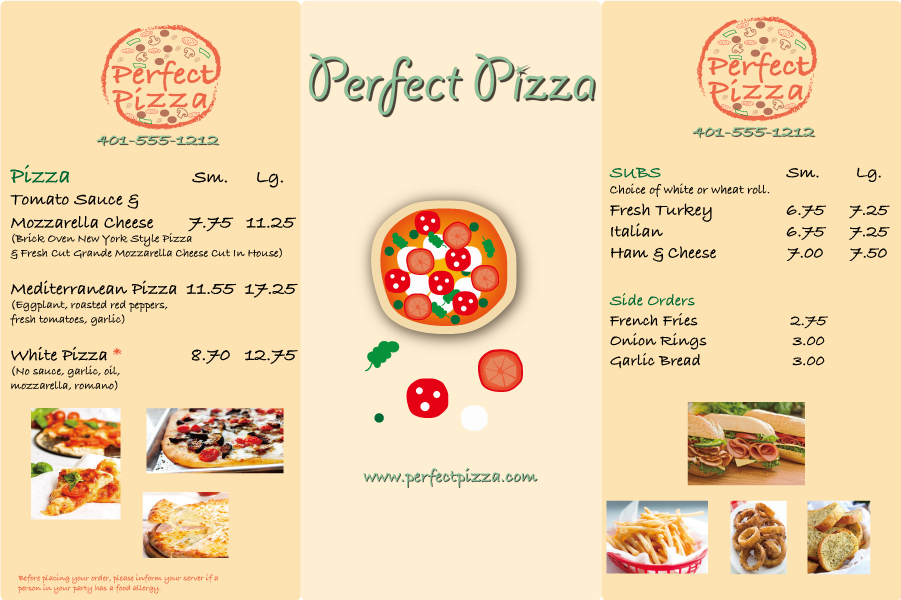 Perfect
Pizza
401-555-1212
Pizza Sm. Lg.
Tomato Sauce &
Mozzarella Cheese 7.75 11.25
(Brick Oven New York Style Pizza
& Fresh Cut Grande Mozzarella Cheese Cut In House)
Mediterranean Pizza 11.55 17.25
(Eggplant, roasted red peppers,
fresh tomatoes, garlic)
White Pizza * 8.70 12.75
(No sauce, garlic, oil,
mozzarella, romano)
Before placing your order, please inform your server if a
person in your party has a food allergy.
Perfect Pizza
www.perfectpizza.com
Perfect
Pizza
401-555-1212
SUBS Sm. Lg.
Choice of white or wheat roll.
Fresh Turkey 6.75 7.25
Italian 6.75 7.25
Ham & Cheese 7.00 7.50
Side Orders
French Fries 2.75
Onion Rings 3.00
Garlic Bread 3.00